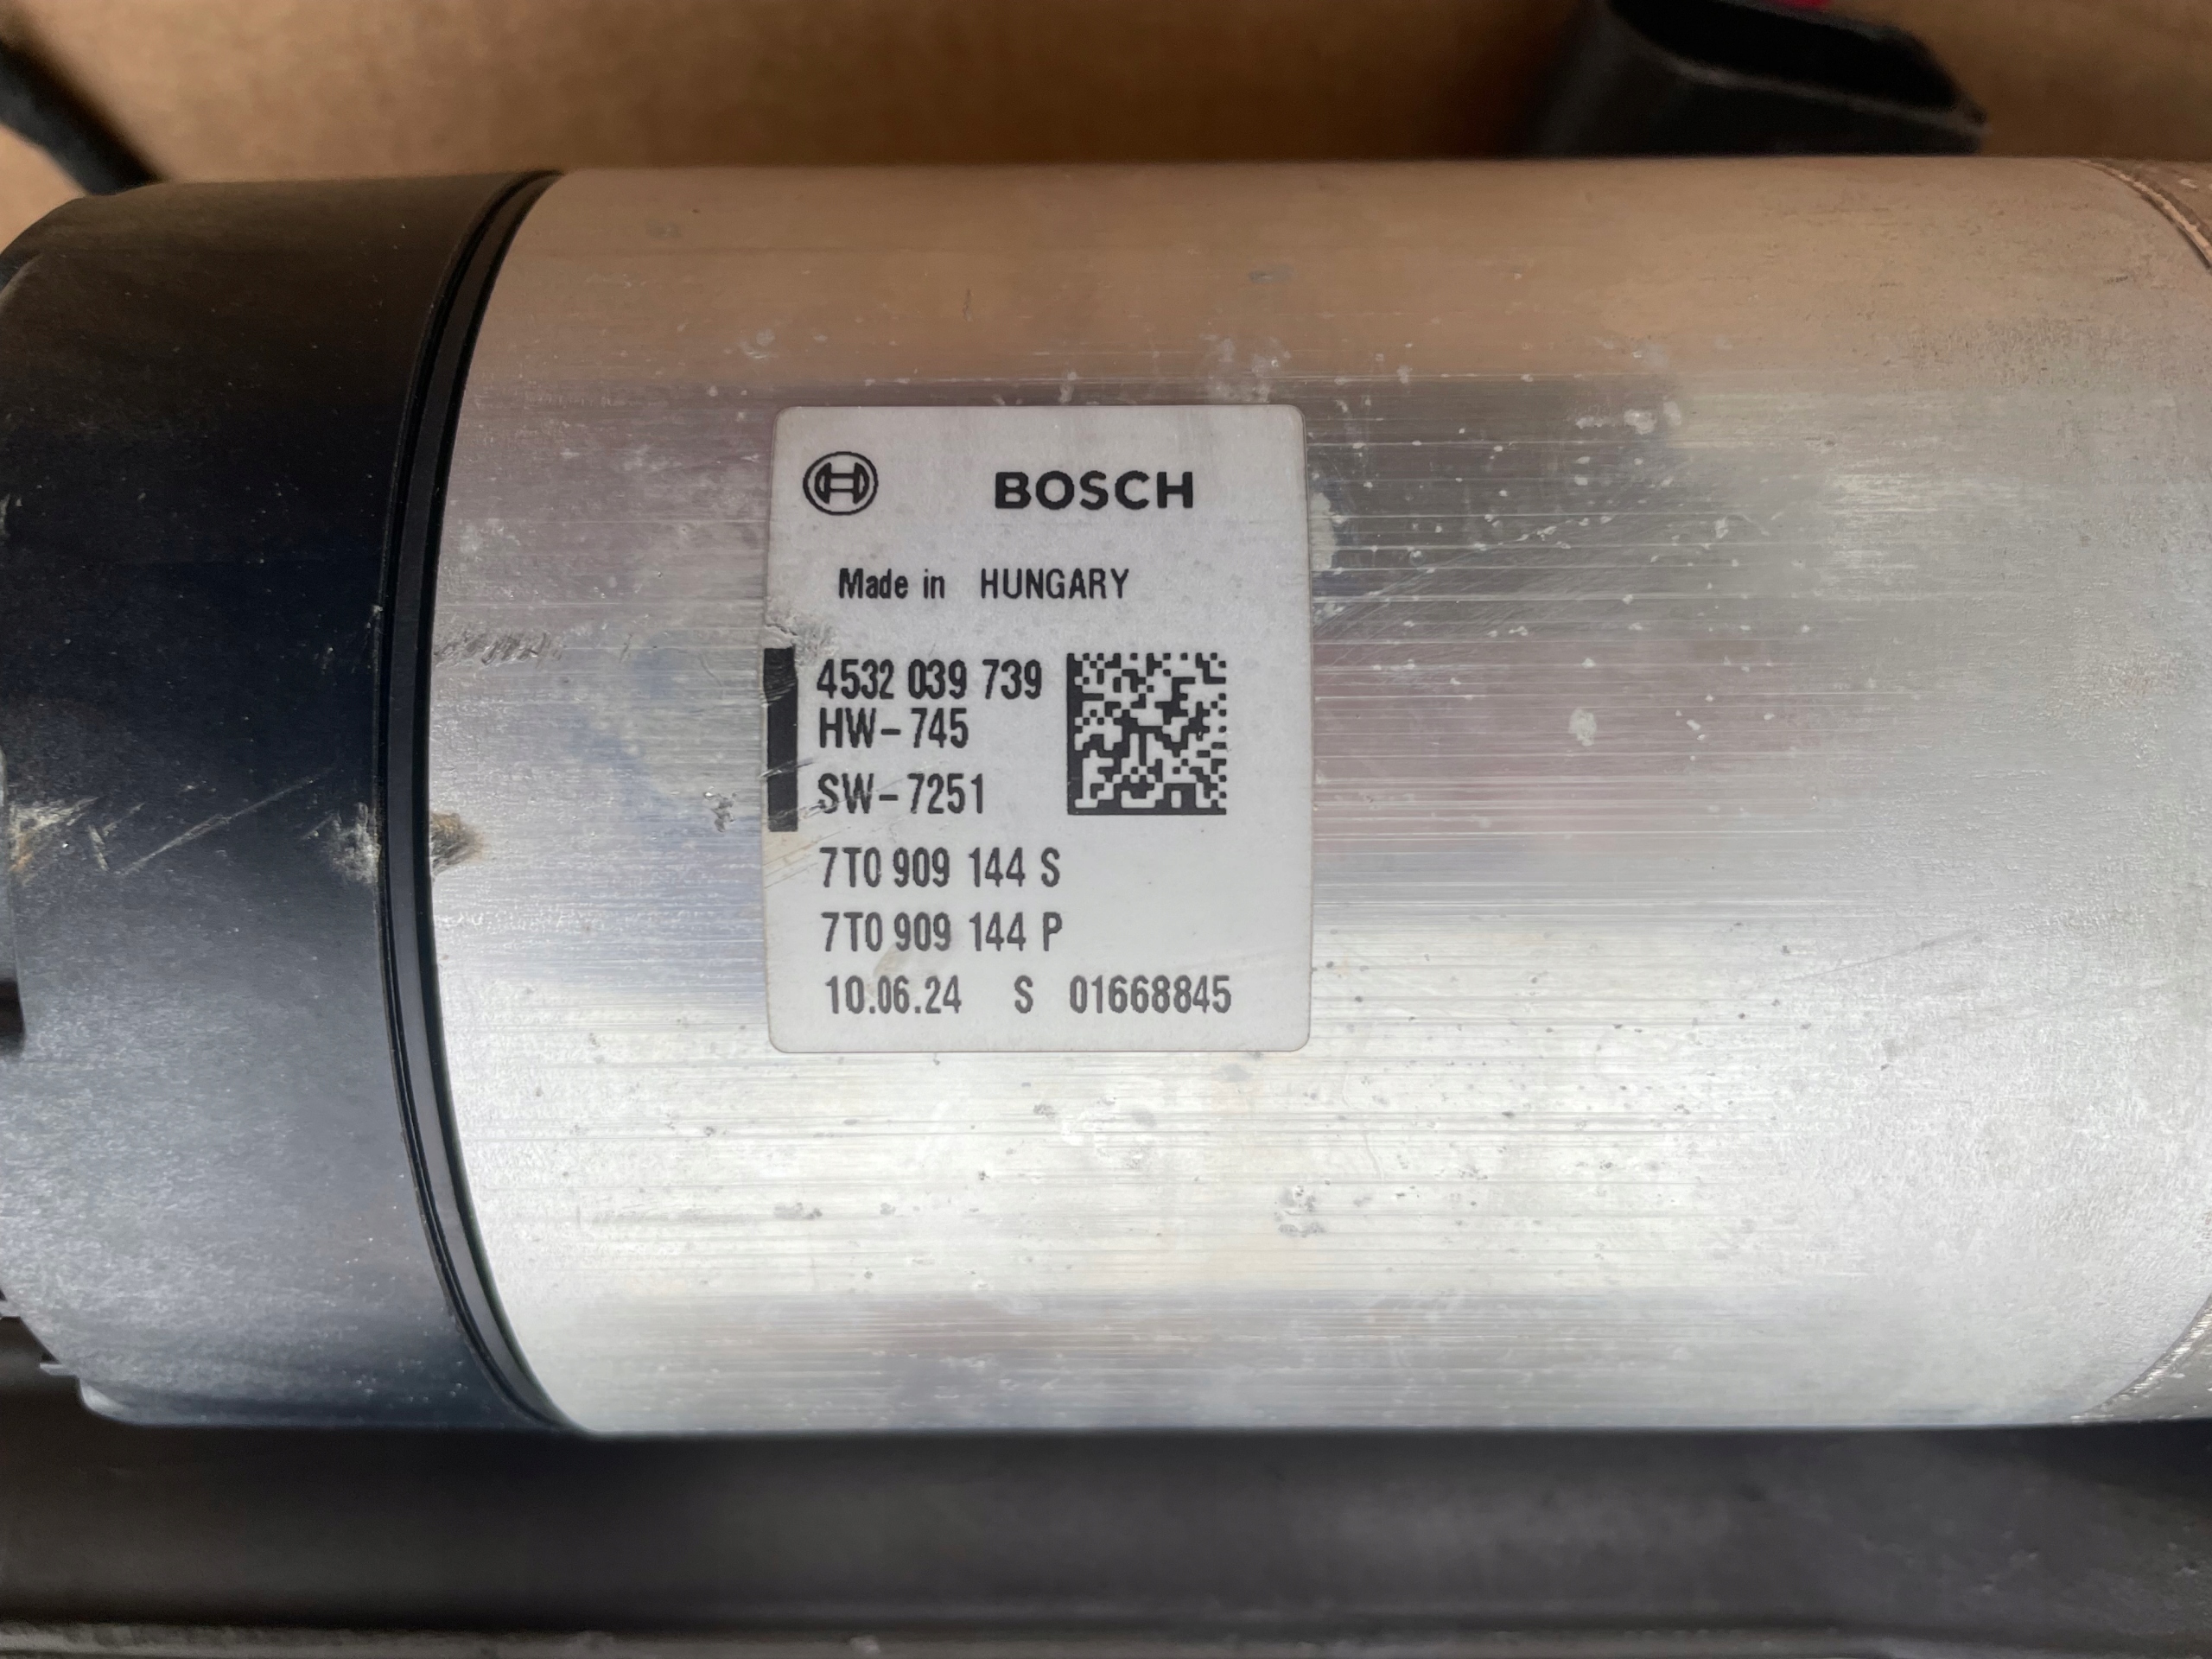 BOSCH
Made in HUNGARY
4532 039 739
HW-745
SW-7251
7T0 909 144 S
7T0 909 144 P
10.06.24 S 01668845